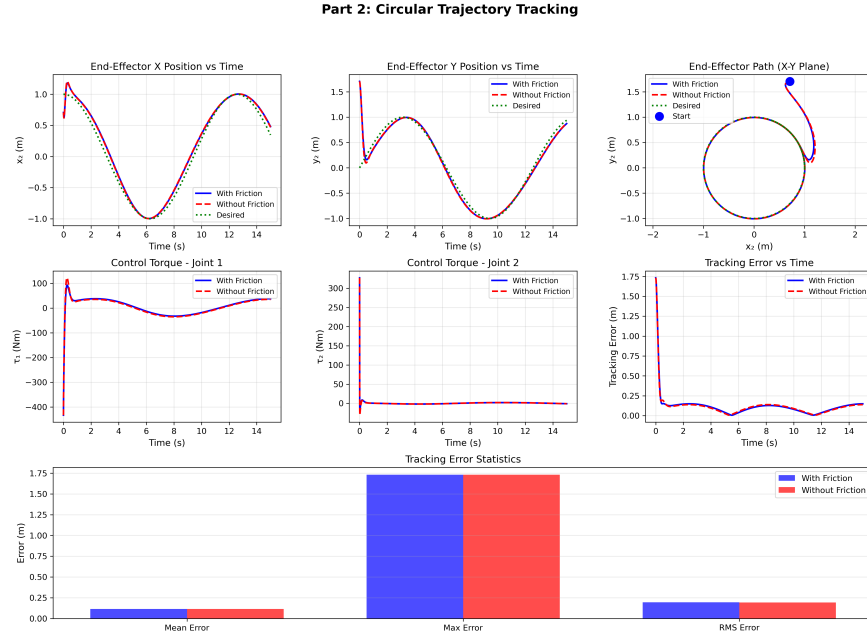 Part 2: Circular Trajectory Tracking
End-Effector X Position vs Time
x₂ (m)
1.0
0.5
0.0
−0.5
−1.0
With Friction
Without Friction
Desired
0 2 4 6 8 10 12 14
Time (s)
End-Effector Y Position vs Time
y₂ (m)
1.5
1.0
0.5
0.0
−0.5
−1.0
With Friction
Without Friction
Desired
0 2 4 6 8 10 12 14
Time (s)
End-Effector Path (X-Y Plane)
y₂ (m)
1.5
1.0
0.5
0.0
−0.5
−1.0
With Friction
Without Friction
Desired
Start
−2 −1 0 1 2
x₂ (m)
Control Torque - Joint 1
τ₁ (Nm)
100
0
−100
−200
−300
−400
With Friction
Without Friction
0 2 4 6 8 10 12 14
Time (s)
Control Torque - Joint 2
τ₂ (Nm)
300
250
200
150
100
50
0
With Friction
Without Friction
0 2 4 6 8 10 12 14
Time (s)
Tracking Error vs Time
Tracking Error (m)
1.75
1.50
1.25
1.00
0.75
0.50
0.25
0.00
With Friction
Without Friction
0 2 4 6 8 10 12 14
Time (s)
Tracking Error Statistics
Error (m)
1.75
1.50
1.25
1.00
0.75
0.50
0.25
0.00
With Friction
Without Friction
Mean Error Max Error RMS Error